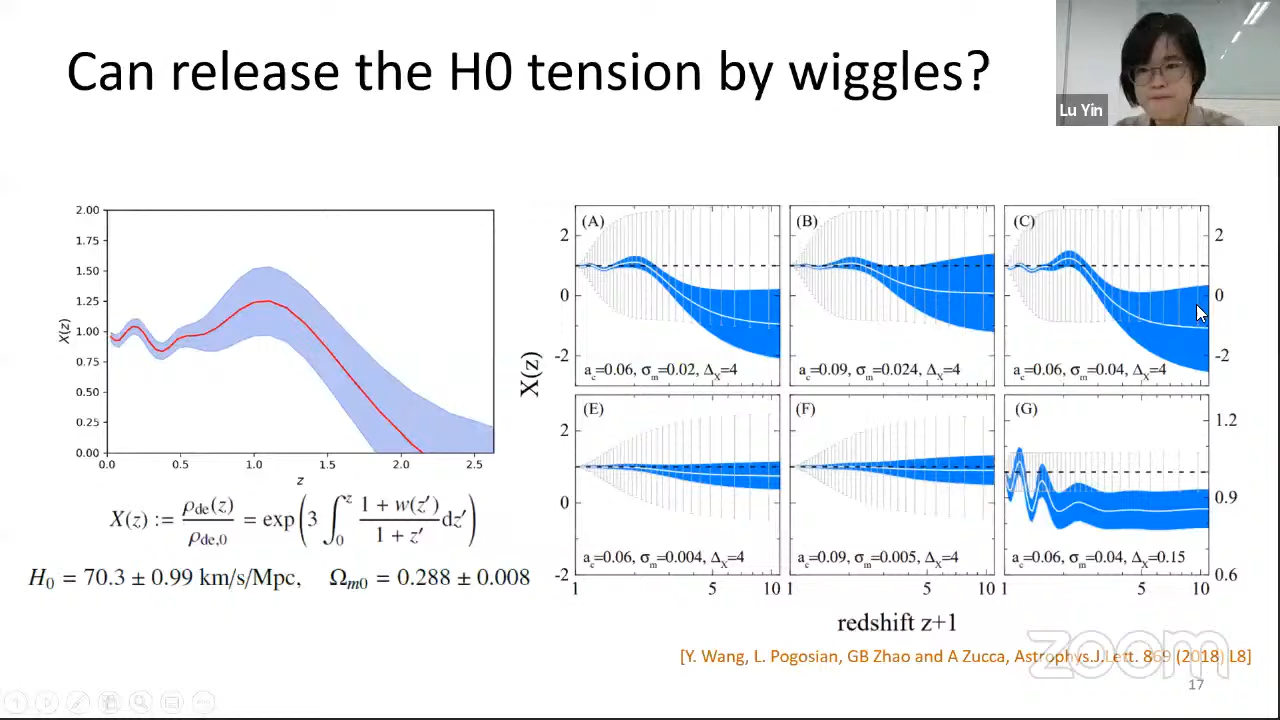 Can release the H0 tension by wiggles?
Lu Yin
2.00
1.75
1.50
1.25
1.00
0.75
0.50
0.25
0.00
X(z)
0.0 0.5 1.0 1.5 2.0 2.5
z
X(z) := ρde(z) / ρde,0 = exp(3 ∫₀ᶻ (1 + w(z′)) / (1 + z′) dz′)
H₀ = 70.3 ± 0.99 km/s/Mpc, Ωm0 = 0.288 ± 0.008
X(z)
(A) (B) (C)
2 2
0 0
-2 -2
ac=0.06, σm=0.02, ΔX=4
ac=0.09, σm=0.024, ΔX=4
ac=0.06, σm=0.04, ΔX=4
(E) (F) (G)
2 1.2
0 0.9
-2 0.6
ac=0.06, σm=0.004, ΔX=4
ac=0.09, σm=0.005, ΔX=4
ac=0.06, σm=0.04, ΔX=0.15
1 5 10 1 5 10 1 5 10
redshift z+1
zoom
[Y. Wang, L. Pogosian, GB Zhao and A Zucca, Astrophys.J.Lett. 869 (2018) L8]
17